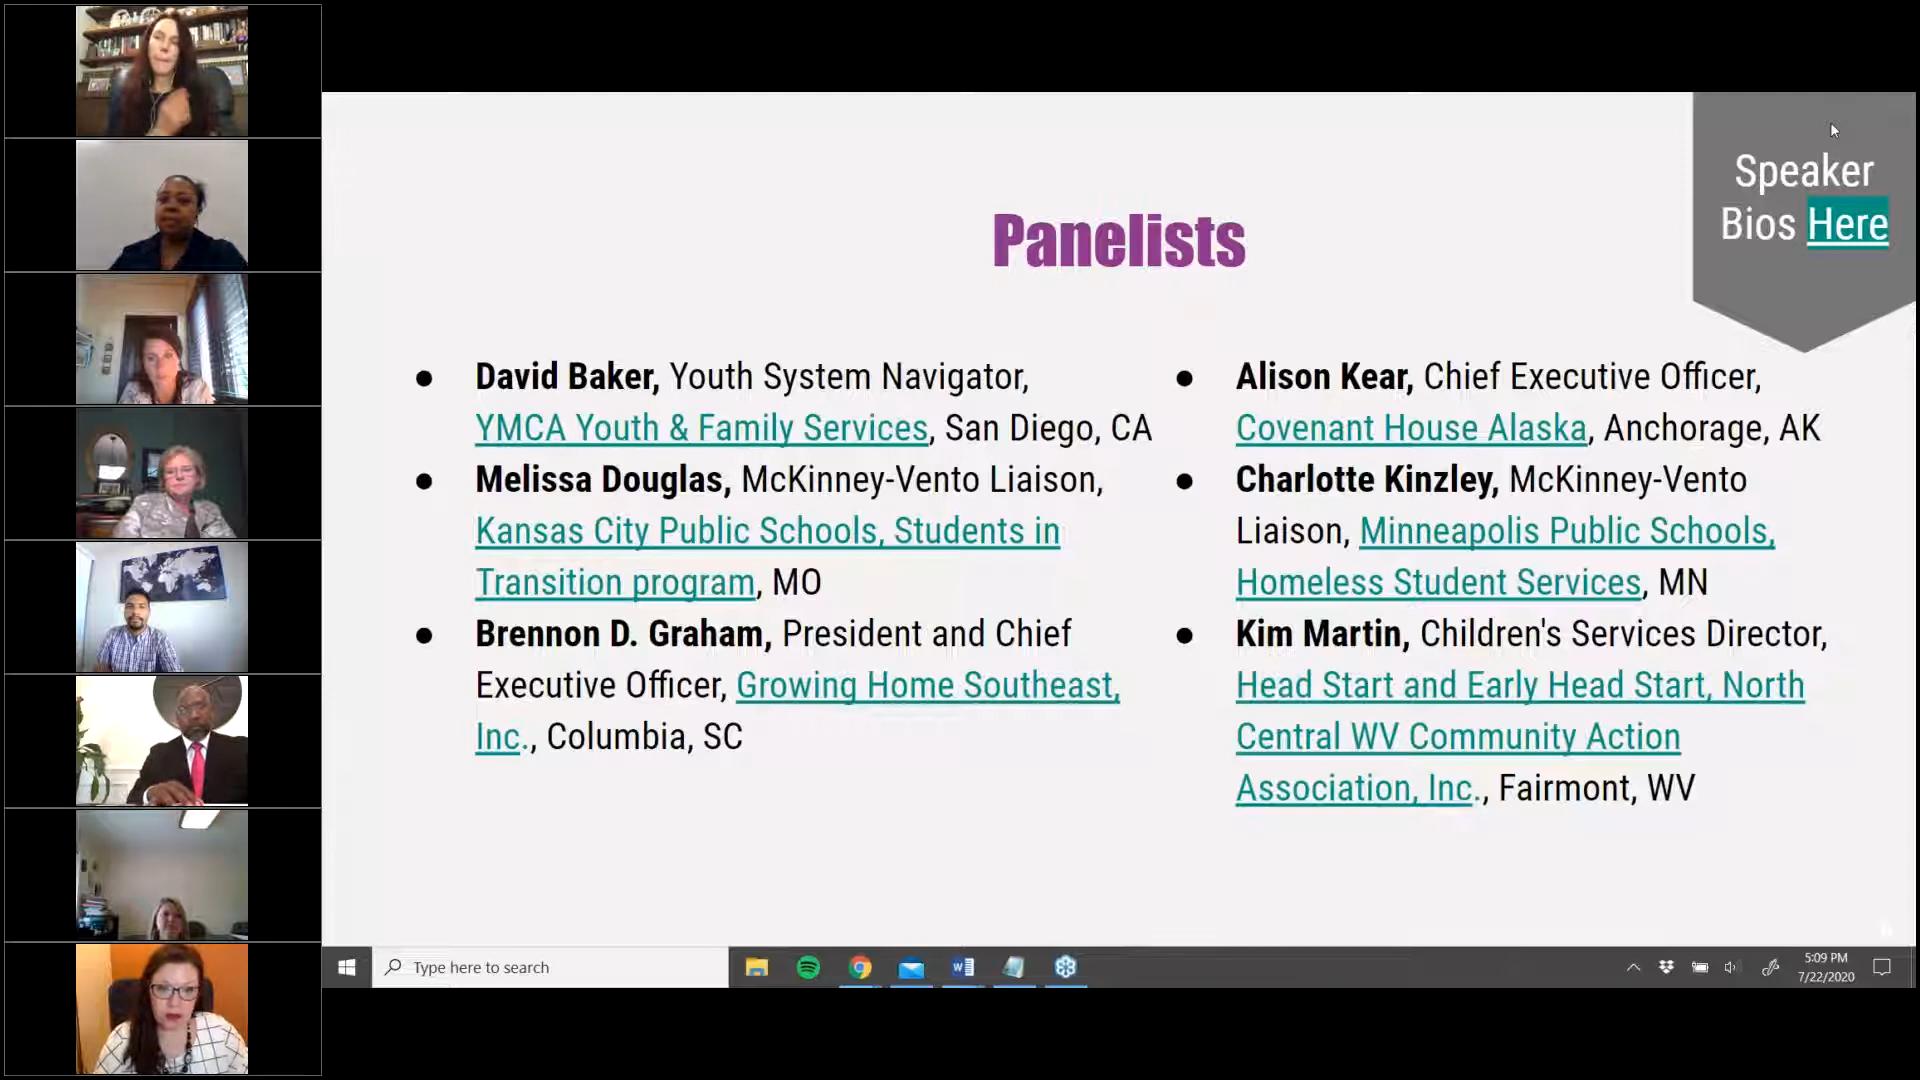 Speaker
Bios Here
Panelists
David Baker, Youth System Navigator,
YMCA Youth & Family Services, San Diego, CA
Melissa Douglas, McKinney-Vento Liaison,
Kansas City Public Schools, Students in
Transition program, MO
Brennon D. Graham, President and Chief
Executive Officer, Growing Home Southeast,
Inc., Columbia, SC
Alison Kear, Chief Executive Officer,
Covenant House Alaska, Anchorage, AK
Charlotte Kinzley, McKinney-Vento
Liaison, Minneapolis Public Schools,
Homeless Student Services, MN
Kim Martin, Children's Services Director,
Head Start and Early Head Start, North
Central WV Community Action
Association, Inc., Fairmont, WV
Type here to search
5:09 PM
7/22/2020